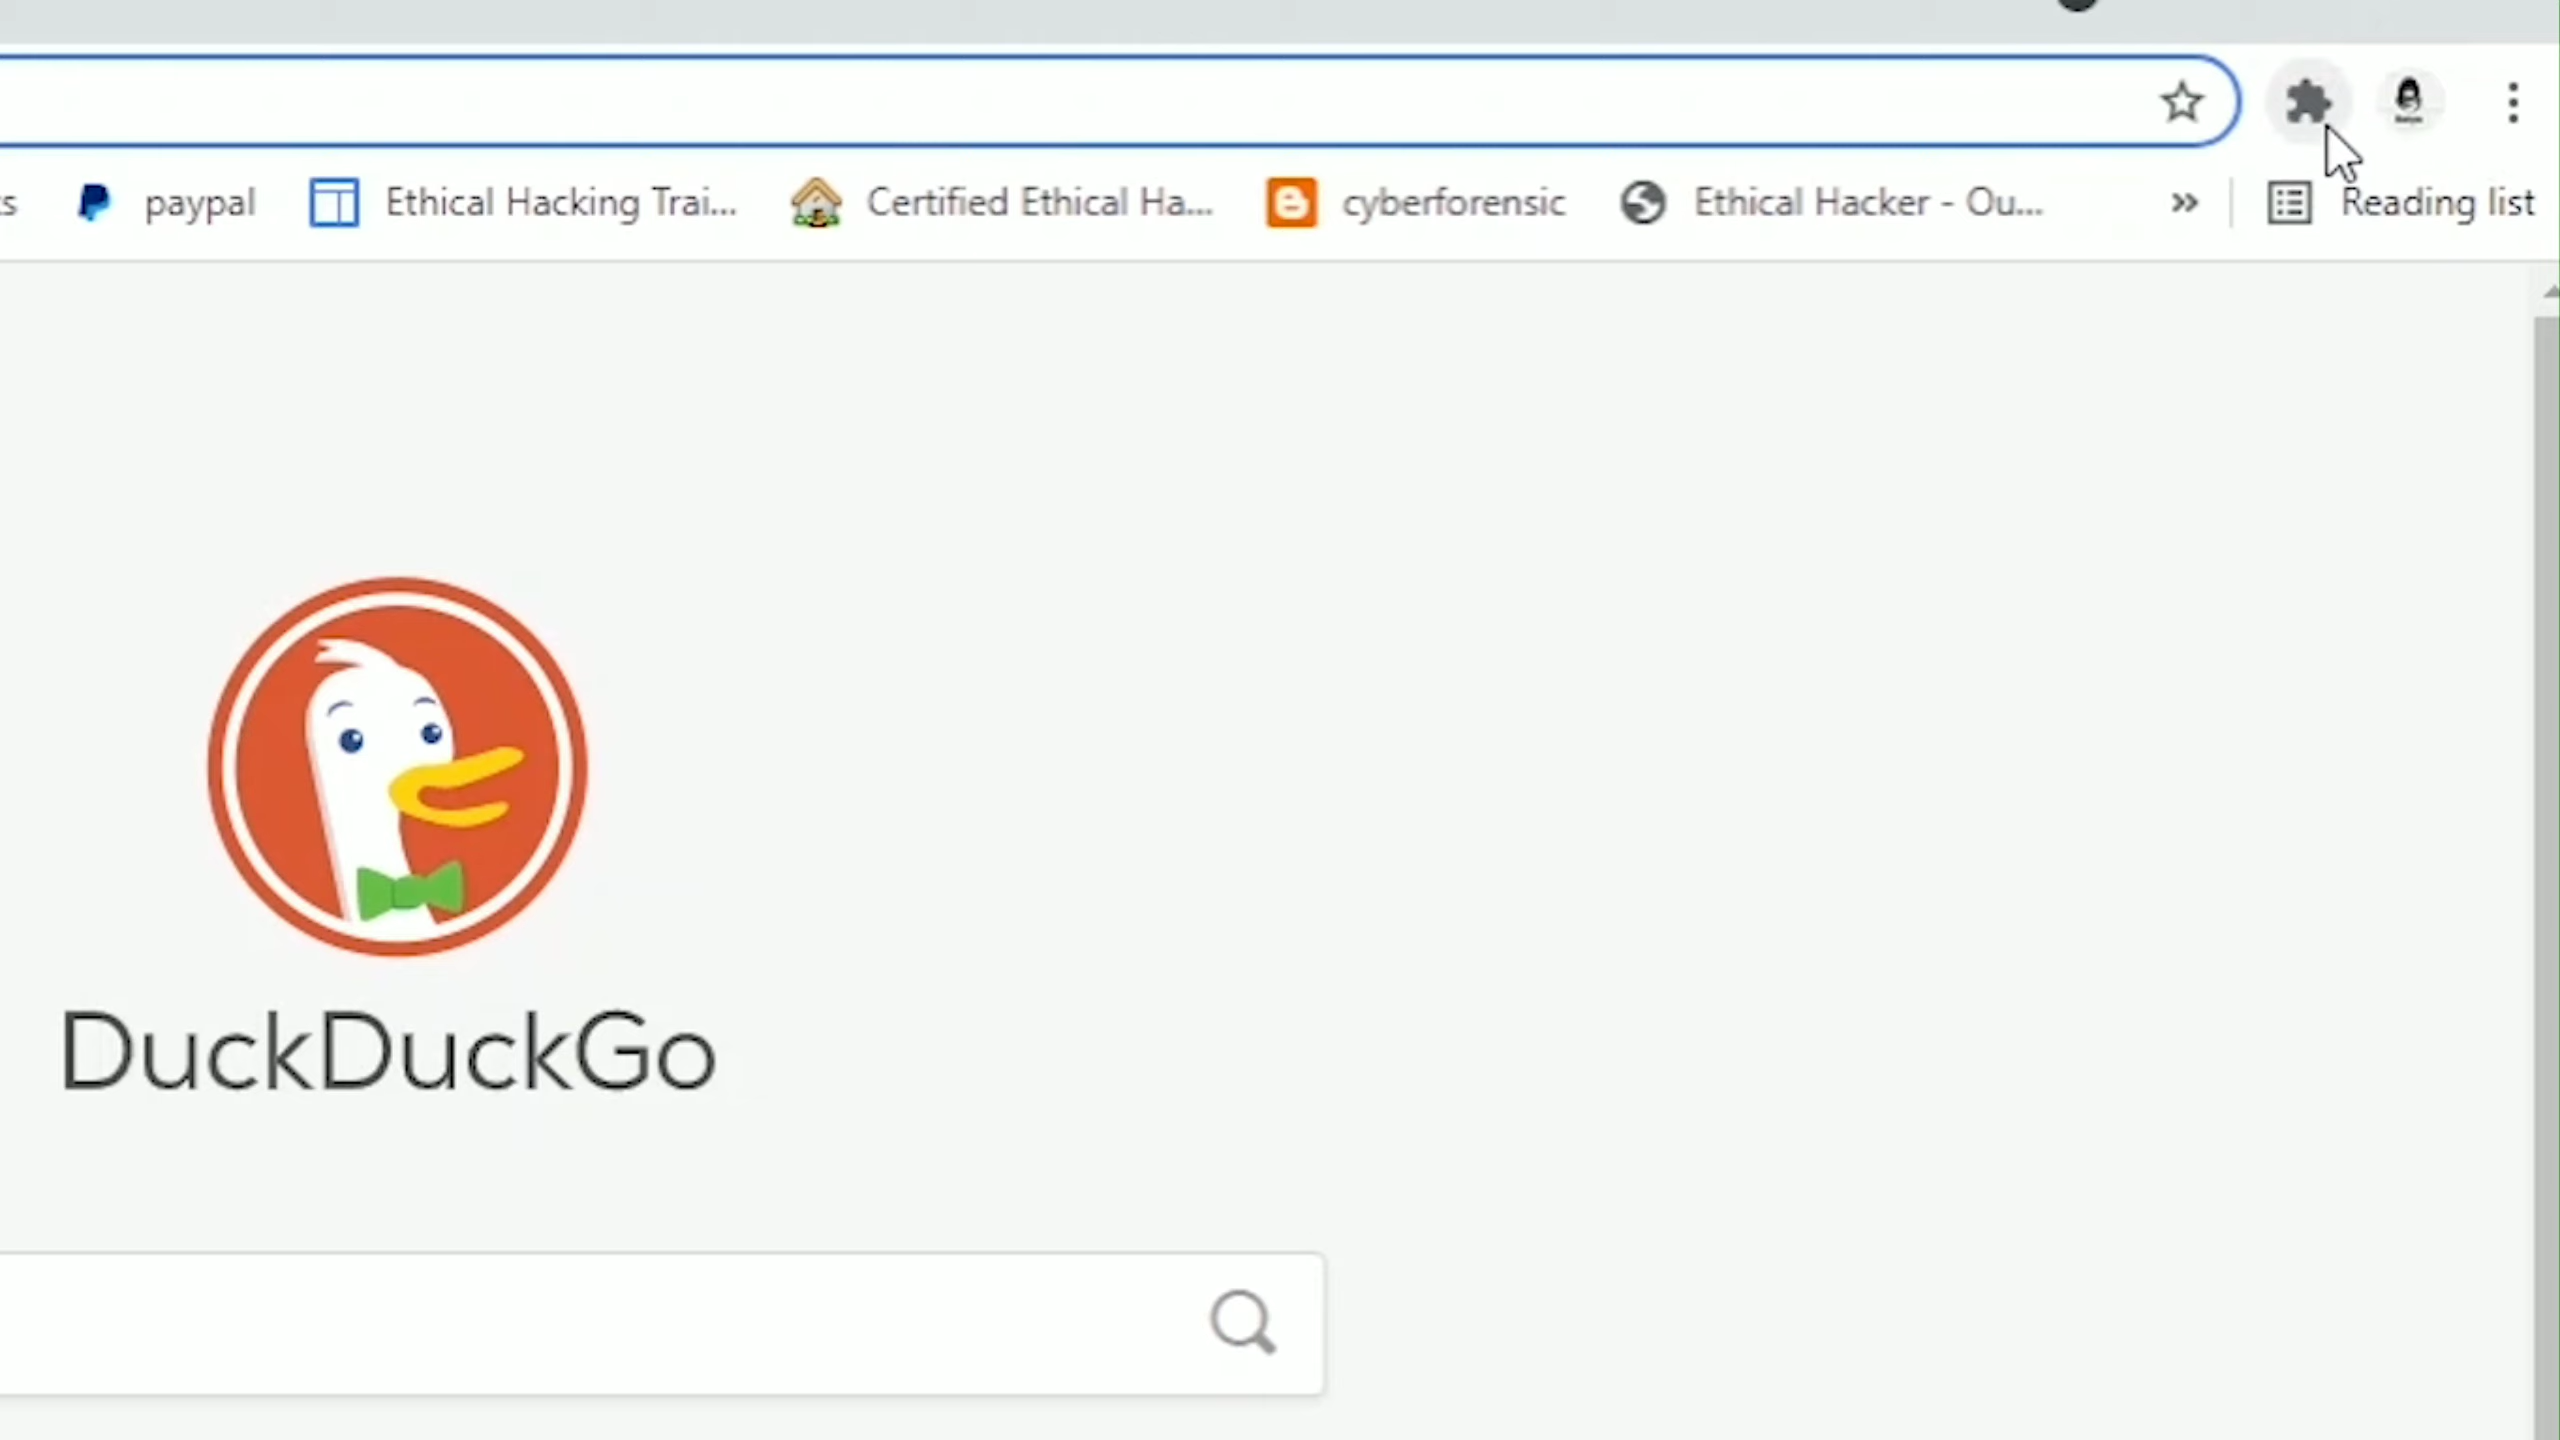 paypal Ethical Hacking Trai... Certified Ethical Ha... cyberforensic Ethical Hacker - Ou... » Reading list
DuckDuckGo